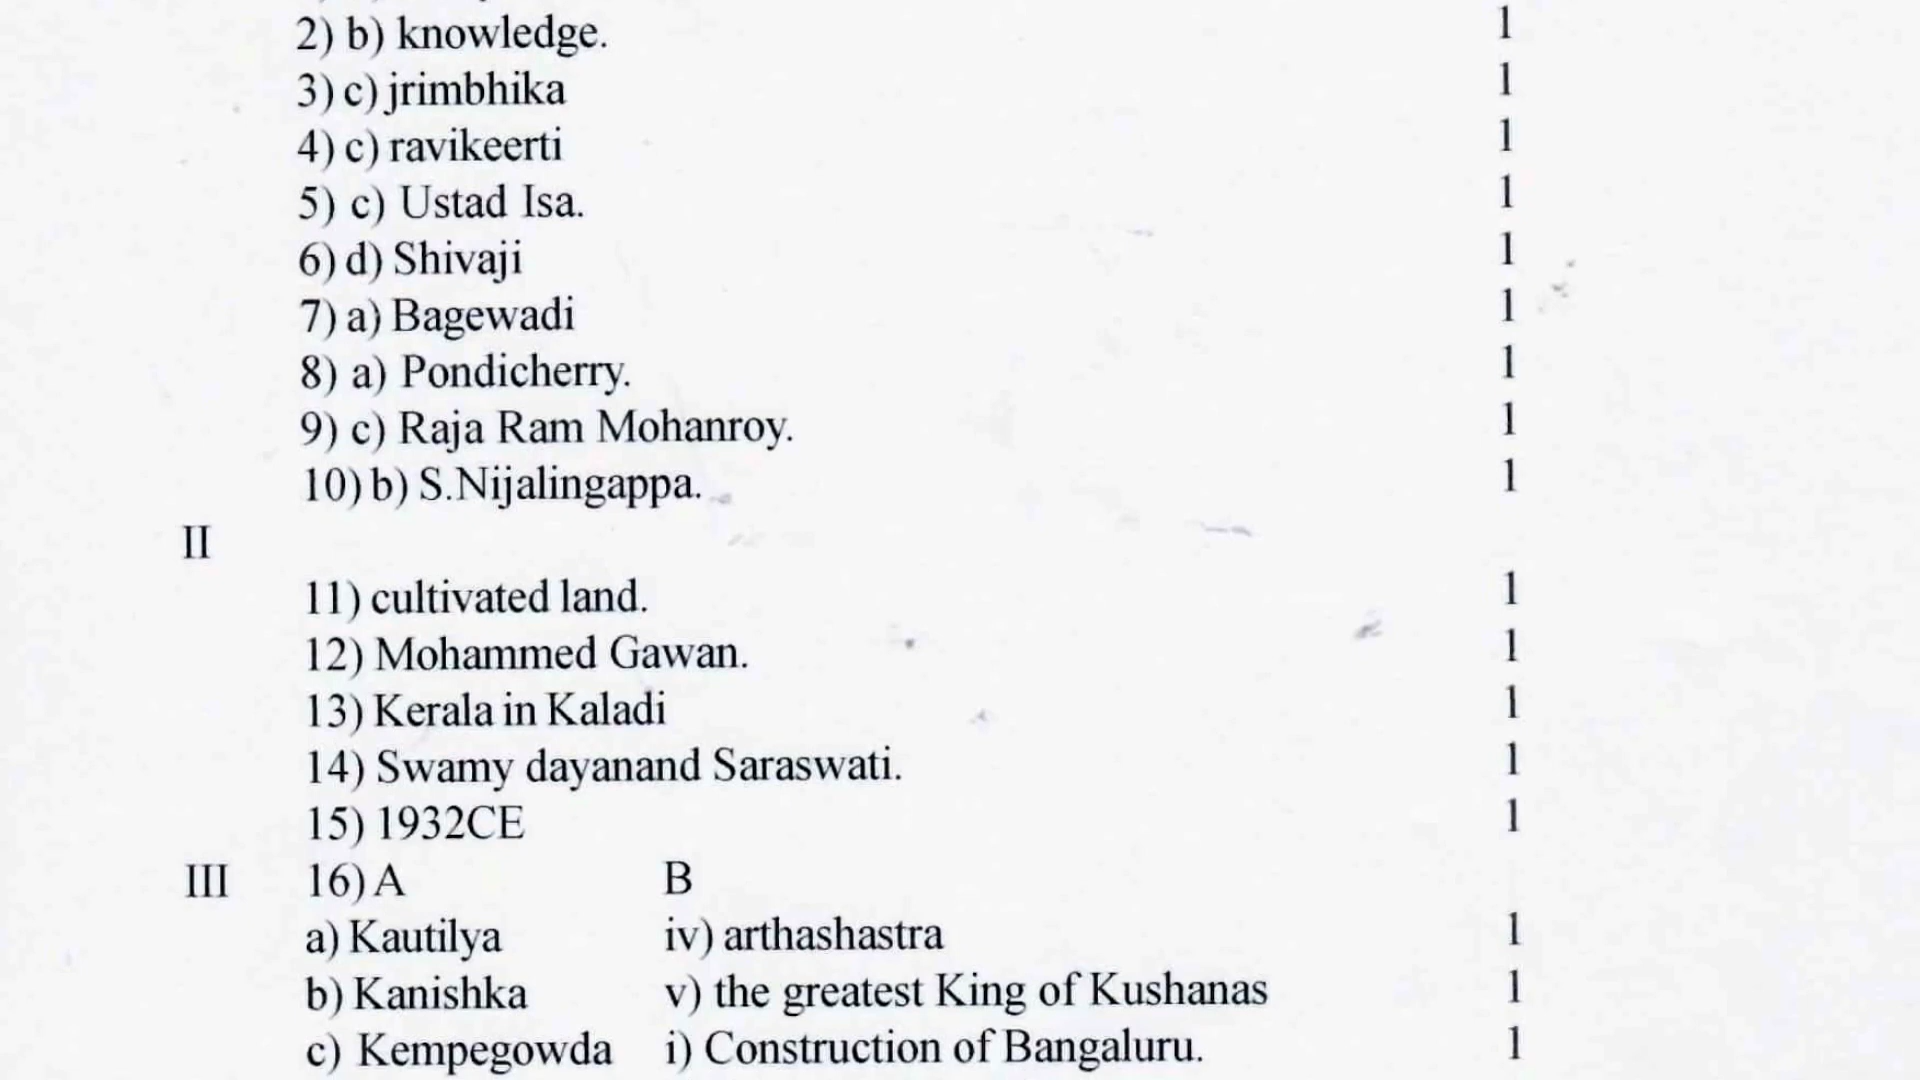 2) b) knowledge. 1
3) c) jrimbhika 1
4) c) ravikeerti 1
5) c) Ustad Isa. 1
6) d) Shivaji 1
7) a) Bagewadi 1
8) a) Pondicherry. 1
9) c) Raja Ram Mohanroy. 1
10) b) S.Nijalingappa. 1
II
11) cultivated land. 1
12) Mohammed Gawan. 1
13) Kerala in Kaladi 1
14) Swamy dayanand Saraswati. 1
15) 1932CE 1
III 16) A B
a) Kautilya iv) arthashastra 1
b) Kanishka v) the greatest King of Kushanas 1
c) Kempegowda i) Construction of Bangaluru. 1